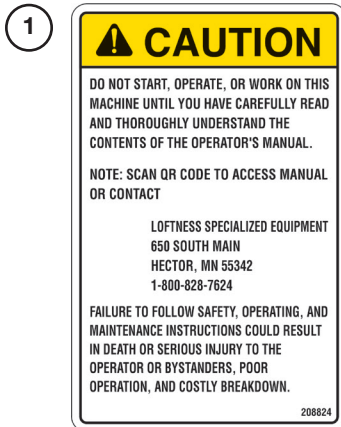 1
CAUTION
DO NOT START, OPERATE, OR WORK ON THIS
MACHINE UNTIL YOU HAVE CAREFULLY READ
AND THOROUGHLY UNDERSTAND THE
CONTENTS OF THE OPERATOR'S MANUAL.
NOTE: SCAN QR CODE TO ACCESS MANUAL
OR CONTACT
LOFTNESS SPECIALIZED EQUIPMENT
650 SOUTH MAIN
HECTOR, MN 55342
1-800-828-7624
FAILURE TO FOLLOW SAFETY, OPERATING, AND
MAINTENANCE INSTRUCTIONS COULD RESULT
IN DEATH OR SERIOUS INJURY TO THE
OPERATOR OR BYSTANDERS, POOR
OPERATION, AND COSTLY BREAKDOWN.
208824